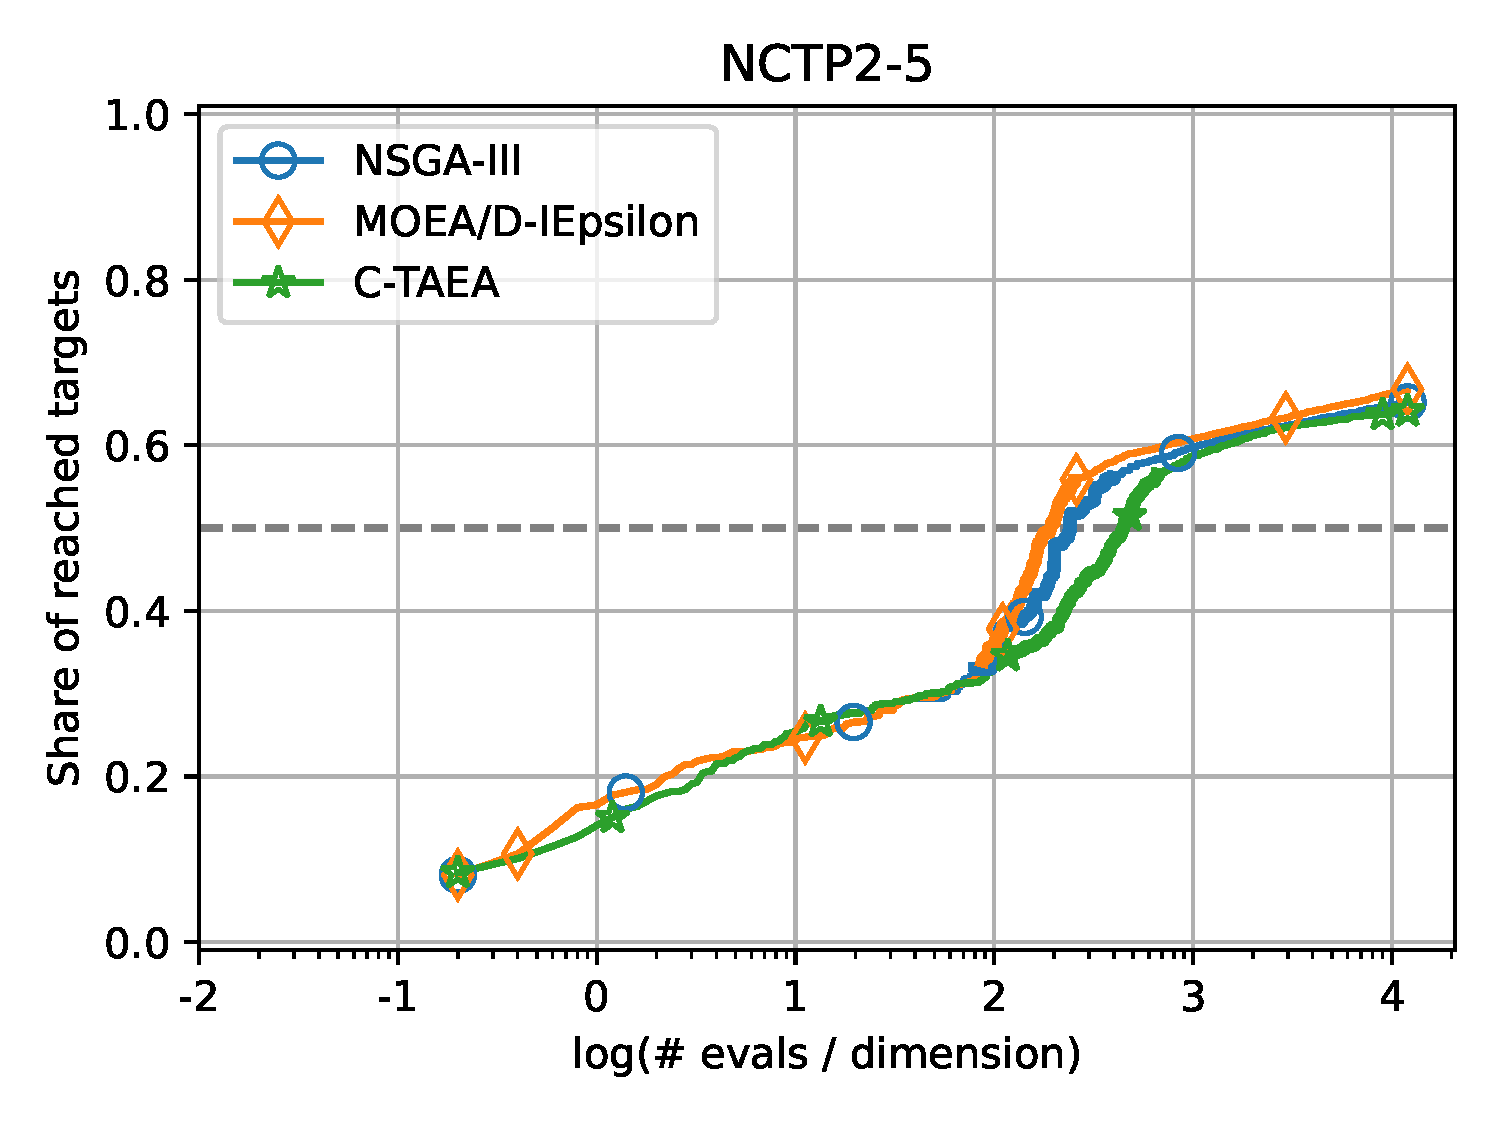 NCTP2-5
1.0
0.8
0.6
0.4
0.2
0.0
Share of reached targets
NSGA-III
MOEA/D-IEpsilon
C-TAEA
-2 -1 0 1 2 3 4
log(# evals / dimension)